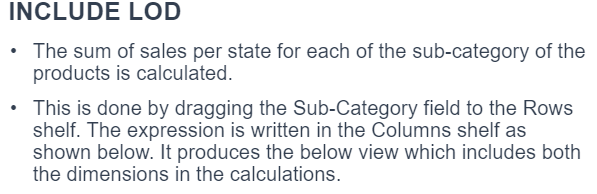 INCLUDE LOD
• The sum of sales per state for each of the sub-category of the
products is calculated.
• This is done by dragging the Sub-Category field to the Rows
shelf. The expression is written in the Columns shelf as
shown below. It produces the below view which includes both
the dimensions in the calculations.